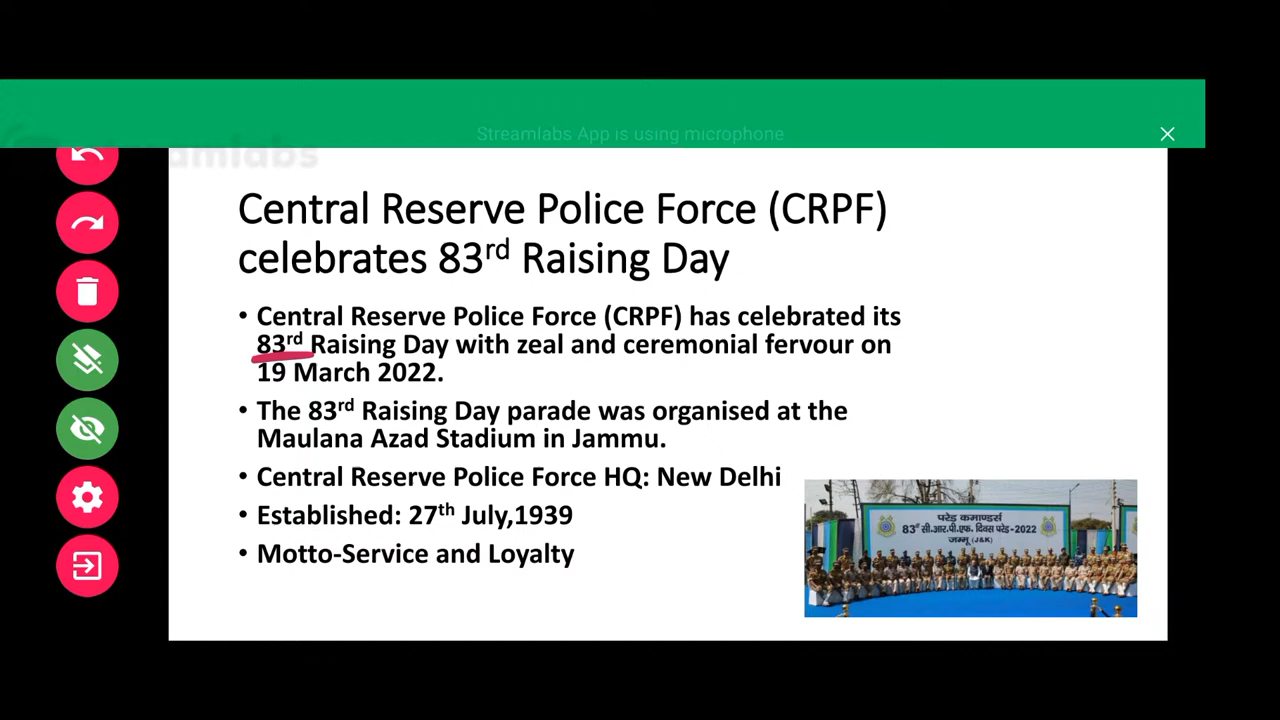 Streamlabs App is using microphone
streamlabs
Central Reserve Police Force (CRPF)
celebrates 83rd Raising Day
• Central Reserve Police Force (CRPF) has celebrated its
83rd Raising Day with zeal and ceremonial fervour on
19 March 2022.
• The 83rd Raising Day parade was organised at the
Maulana Azad Stadium in Jammu.
• Central Reserve Police Force HQ: New Delhi
• Established: 27th July,1939
• Motto-Service and Loyalty
परेड कमाण्डर्स
83rd सी.आर.पी.एफ. दिवस परेड-2022
जम्मू (J&K)